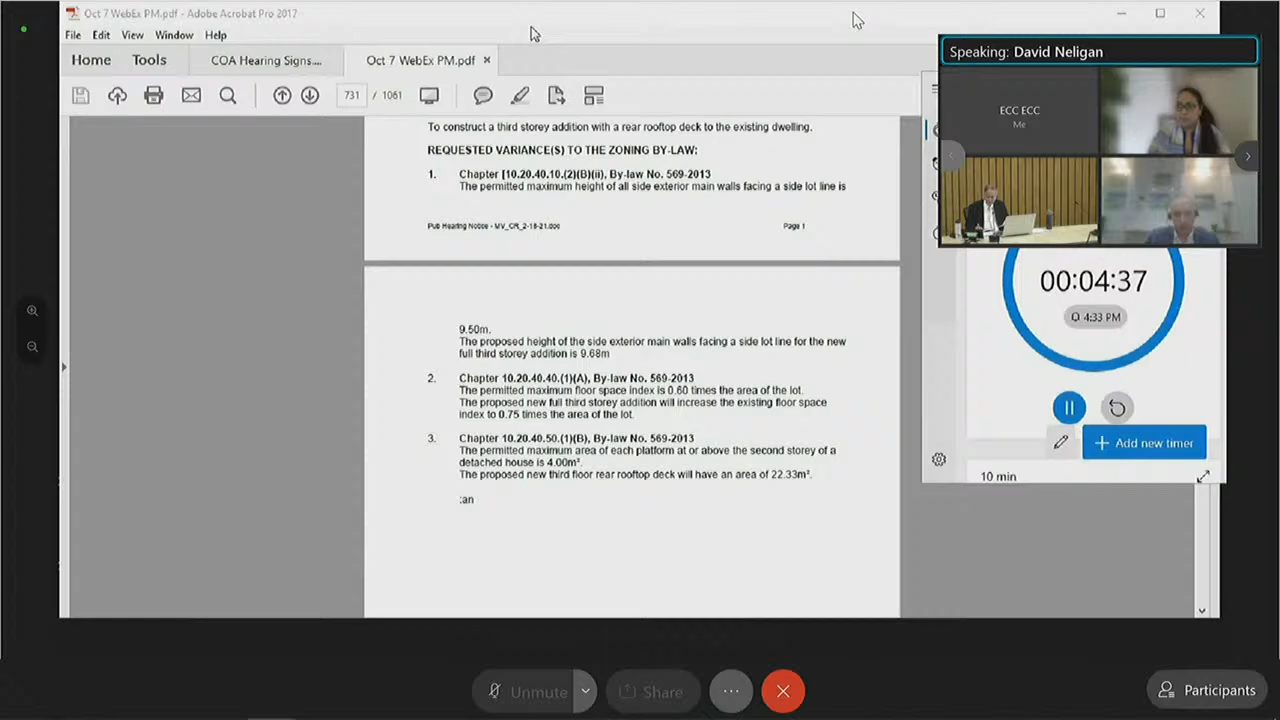 Oct 7 WebEx PM.pdf - Adobe Acrobat Pro 2017
File Edit View Window Help
Home Tools COA Hearing Signs.... Oct 7 WebEx PM.pdf ×
731 / 1061
To construct a third storey addition with a rear rooftop deck to the existing dwelling.
REQUESTED VARIANCE(S) TO THE ZONING BY-LAW:
1. Chapter [10.20.40.10.(2)(B)(ii), By-law No. 569-2013
The permitted maximum height of all side exterior main walls facing a side lot line is
Pub Hearing Notice - MV_CR_2-18-21.doc Page 1
9.50m.
The proposed height of the side exterior main walls facing a side lot line for the new
full third storey addition is 9.68m
2. Chapter 10.20.40.40.(1)(A), By-law No. 569-2013
The permitted maximum floor space index is 0.60 times the area of the lot.
The proposed new full third storey addition will increase the existing floor space
index to 0.75 times the area of the lot.
3. Chapter 10.20.40.50.(1)(B), By-law No. 569-2013
The permitted maximum area of each platform at or above the second storey of a
detached house is 4.00m².
The proposed new third floor rear rooftop deck will have an area of 22.33m².
:an
Speaking: David Neligan
ECC ECC
Me
00:04:37
4:33 PM
Add new timer
10 min
Unmute Share Participants